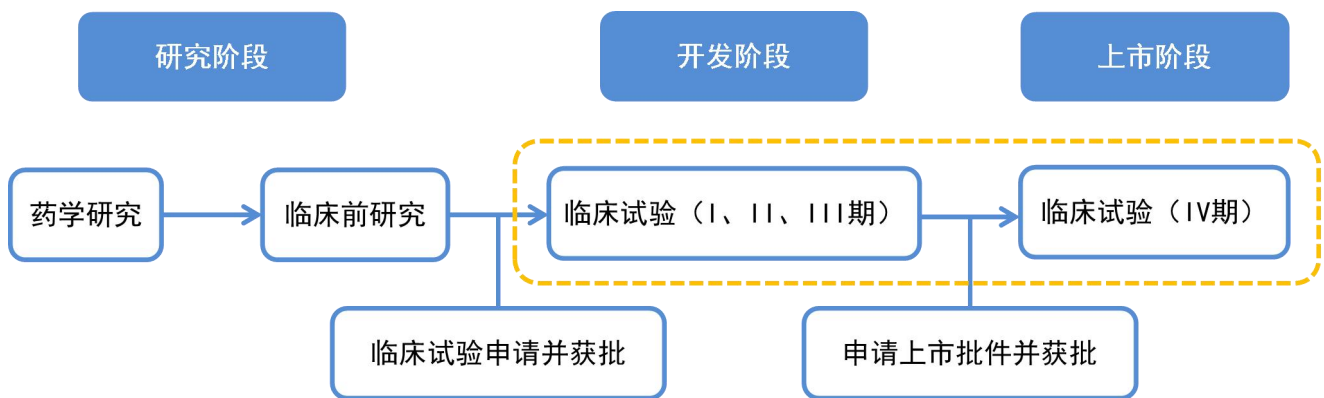 研究阶段
开发阶段
上市阶段
药学研究
临床前研究
临床试验（I、II、III期）
临床试验（IV期）
临床试验申请并获批
申请上市批件并获批